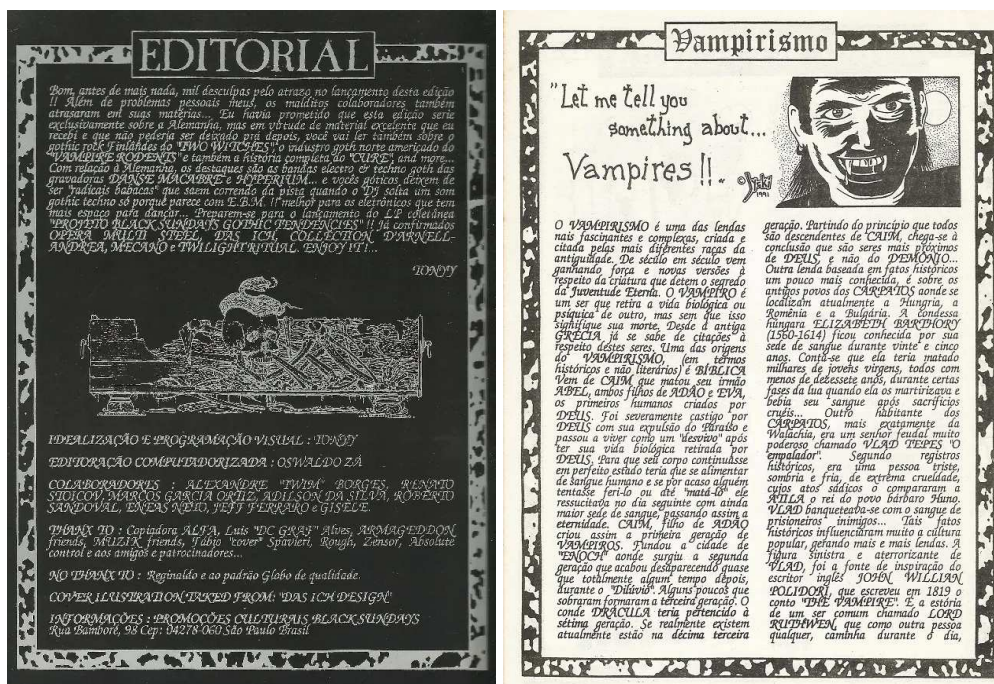 EDITORIAL
Bom, antes de mais nada, mil desculpas pelo atrazo no lançamento desta edição
!! Além de problemas pessoais meus, os malditos colaboradores também
atrasaram em suas matérias... Eu havia prometido que esta edição serie
exclusivamente sobre a Alemanha, mas em virtude de material excelente que eu
recebi e que não pederia ser deixado prá depois, você vai ler também sobre o
gothic rock Finlandes do "TWO WITCHES", o industro goth norte americado do
"VAMPIRE RODENTS" e também a história completa do "CURE", and more...
Com relação à Alemanha, os destaques são as bandas electro & techno goth das
gravadoras DANSE MACABRE e HYPERIUM... e vocês góticos deixem de
ser "radicais babacas" que saem correndo da pista quando o DJ solta um som
gothic techno só porque parece com E.B.M. !! melhor para os eletrônicos que tem
mais espaço para dançar... Preparem-se para o lançamento do LP coletânea
"PROJETO BLACK SUNDAYS GOTHIC TENDENCIES" !! Já confirmados
OPERA MULTI STEEL, DAS ICH, COLLECTION D'ARNELL-
ANDREA, MECANO e TWILIGHT RITUAL. ENJOY IT !...
TONYY
IDEALIZAÇÃO E PROGRAMAÇÃO VISUAL : TONYY
EDITORAÇÃO COMPUTADORIZADA : OSWALDO ZÁ
COLABORADORES : ALEXANDRE "TWIM" BORGES, RENATO
STOICOV, MARCOS GARCIA ORTIZ, ADILSON DA SILVA, ROBERTO
SANDOVAL, ENEAS NETO, JEFF FERRARO e GISELE.
THANX TO : Copiadora ALFA, Luis "DC GRAF" Alves, ARMAGEDDON
friends, MUZIK friends, Fábio "cover" Spavieri, Rough, Zensor, Absolute
control e aos amigos e patrocinadores...
NO THANX TO : Reginaldo e ao padrão Globo de qualidade.
COVER ILUSTRATION TAKED FROM: "DAS ICH DESIGN"
INFORMAÇÕES : PROMOÇÕES CULTURAIS BLACK SUNDAYS
Rua Bamboré, 98 Cep: 04278-060 São Paulo Brasil
Vampirismo
"Let me tell you
something about...
Vampires !!."
1991
O VAMPIRISMO é uma das lendas
mais fascinantes e complexas, criada e
citada pelas mais diferentes raças da
antiguidade. De século em século vem
ganhando força e novas versões à
respeito da criatura que detem o segredo
da Juventude Eterna. O VAMPIRO é
um ser que retira a vida biológica ou
psíquica de outro, mas sem que isso
signifique sua morte. Desde a antiga
GRÉCIA já se sabe de citações à
respeito destes seres. Uma das origens
do VAMPIRISMO, (em termos
históricos e não literários) é BÍBLICA
Vem de CAIM que matou seu irmão
ABEL, ambos filhos de ADÃO e EVA,
os primeiros humanos criados por
DEUS. Foi severamente castigo por
DEUS com sua expulsão do Paraíso e
passou a viver como um "desvivo" após
ter sua vida biológica retirada por
DEUS. Para que seu corpo continuásse
em perfeito estado teria que se alimentar
de sangue humano e se por acaso alguém
tentasse feri-lo ou até "matá-lo" ele
ressucitava no dia seguinte com ainda
maior sede de sangue, passando assim a
eternidade. CAIM, filho de ADÃO
criou assim a primeira geração de
VAMPIROS. Fundou a cidade de
"ENOCH" aonde surgiu a segunda
geração que acabou desaparecendo quase
que totalmente algum tempo depois,
durante o "Dilúvio". Alguns poucos que
sobraram formaram a terceira geração. O
conde DRÁCULA teria pertencido à
sétima geração. Se realmente existem
atualmente estão na décima terceira
geração. Partindo do princípio que todos
são descendentes de CAIM, chega-se à
conclusão que são seres mais próximos
de DEUS, e não do DEMÔNIO...
Outra lenda baseada em fatos históricos
um pouco mais conhecida, é sobre os
antigos povos dos CÁRPATOS aonde se
localizam atualmente a Hungria, a
Romênia e a Bulgária. A condessa
húngara ELIZABETH BARTHORY
(1560-1614) ficou conhecida por sua
sede de sangue durante vinte e cinco
anos. Conta-se que ela teria matado
milhares de jovens virgens, todos com
menos de dezessete anos, durante certas
fases da lua quando ela os martirizava e
bebia seu sangue após sacrifícios
cruéis... Outro habitante dos
CÁRPATOS, mais exatamente da
Walachia, era um senhor feudal muito
poderoso chamado VLAD TEPES "O
empalador". Segundo registros
históricos, era uma pessoa triste,
sombria e fria, de extrema crueldade,
cujos atos sádicos o compararam a
ÁTILA o rei do povo bárbaro Huno.
VLAD banqueteava-se com o sangue de
prisioneiros inimigos... Tais fatos
históricos influenciaram muito a cultura
popular, gerando mais e mais lendas. A
figura sinistra e aterrorizante de
VLAD, foi a fonte de inspiração do
escritor inglês JOHN WILLIAN
POLIDORI, que escreveu em 1819 o
conto "THE VAMPIRE". É a estória
de um ser comum chamado LORD
RUTHWEN, que como outra pessoa
qualquer, caminha durante o dia,